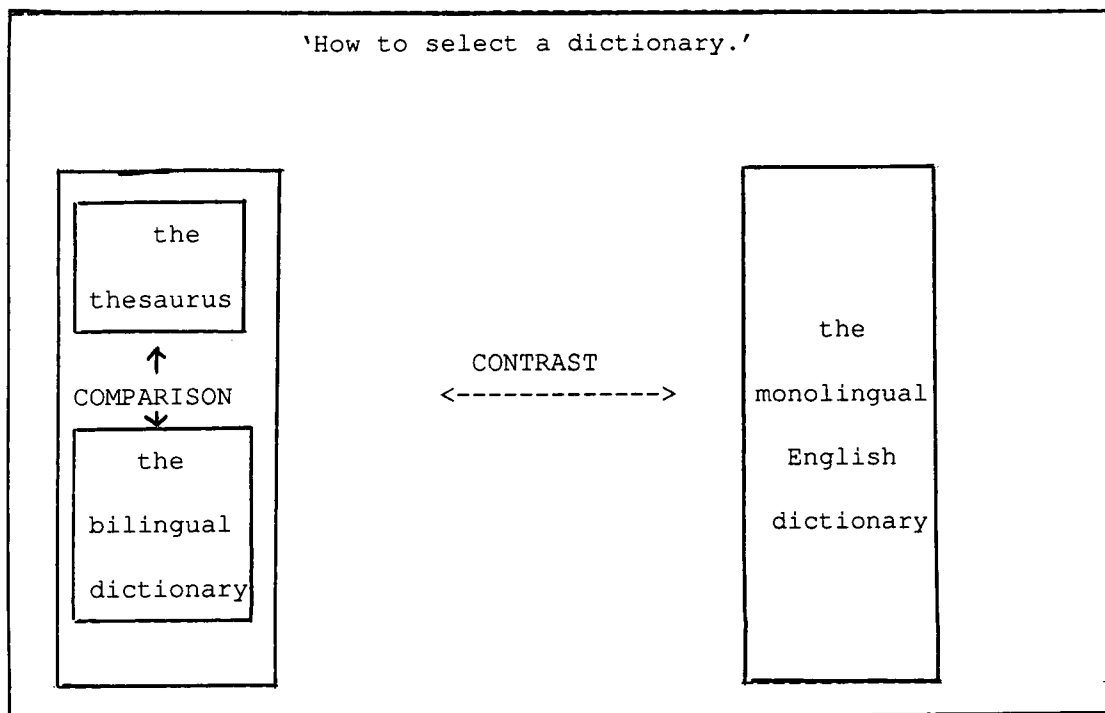 ‘How to select a dictionary.’
the
thesaurus
COMPARISON
the
bilingual
dictionary
CONTRAST
<------------->
the
monolingual
English
dictionary